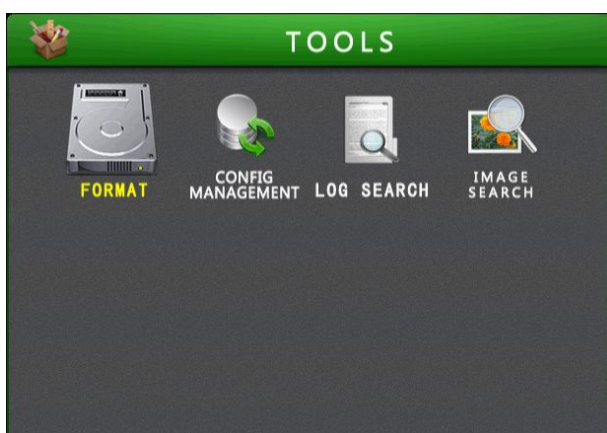 TOOLS
FORMAT
CONFIG
MANAGEMENT
LOG SEARCH
IMAGE
SEARCH